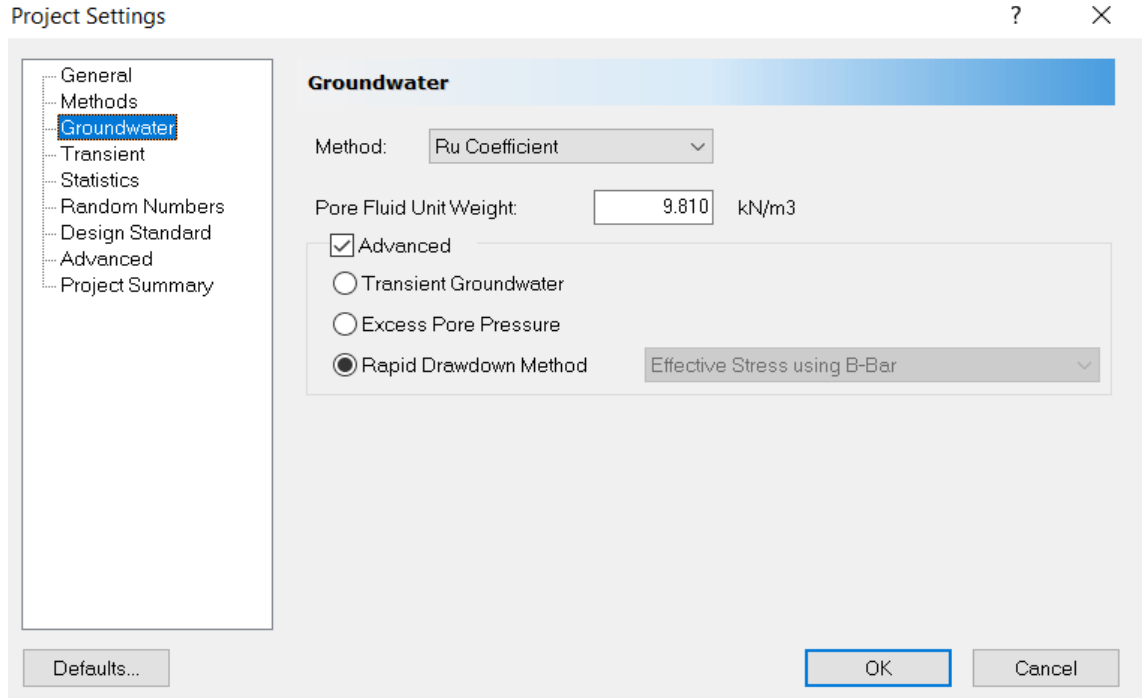 Project Settings
? X
General
Methods
Groundwater
Transient
Statistics
Random Numbers
Design Standard
Advanced
Project Summary
Groundwater
Method: Ru Coefficient
Pore Fluid Unit Weight: 9.810 kN/m3
Advanced
Transient Groundwater
Excess Pore Pressure
Rapid Drawdown Method Effective Stress using B-Bar
Defaults... OK Cancel